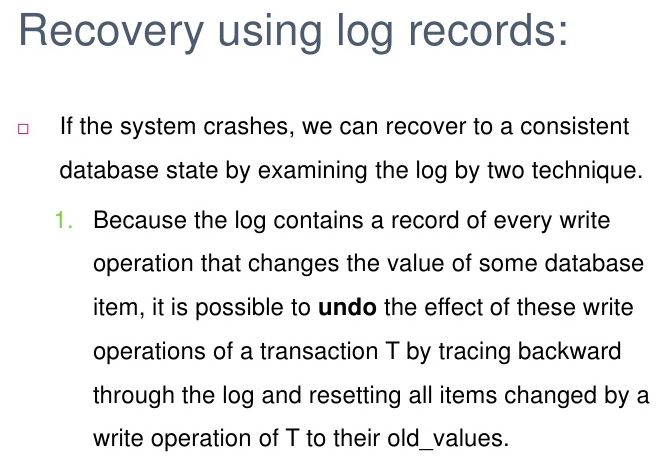 Recovery using log records:
If the system crashes, we can recover to a consistent
database state by examining the log by two technique.
1. Because the log contains a record of every write
operation that changes the value of some database
item, it is possible to undo the effect of these write
operations of a transaction T by tracing backward
through the log and resetting all items changed by a
write operation of T to their old_values.